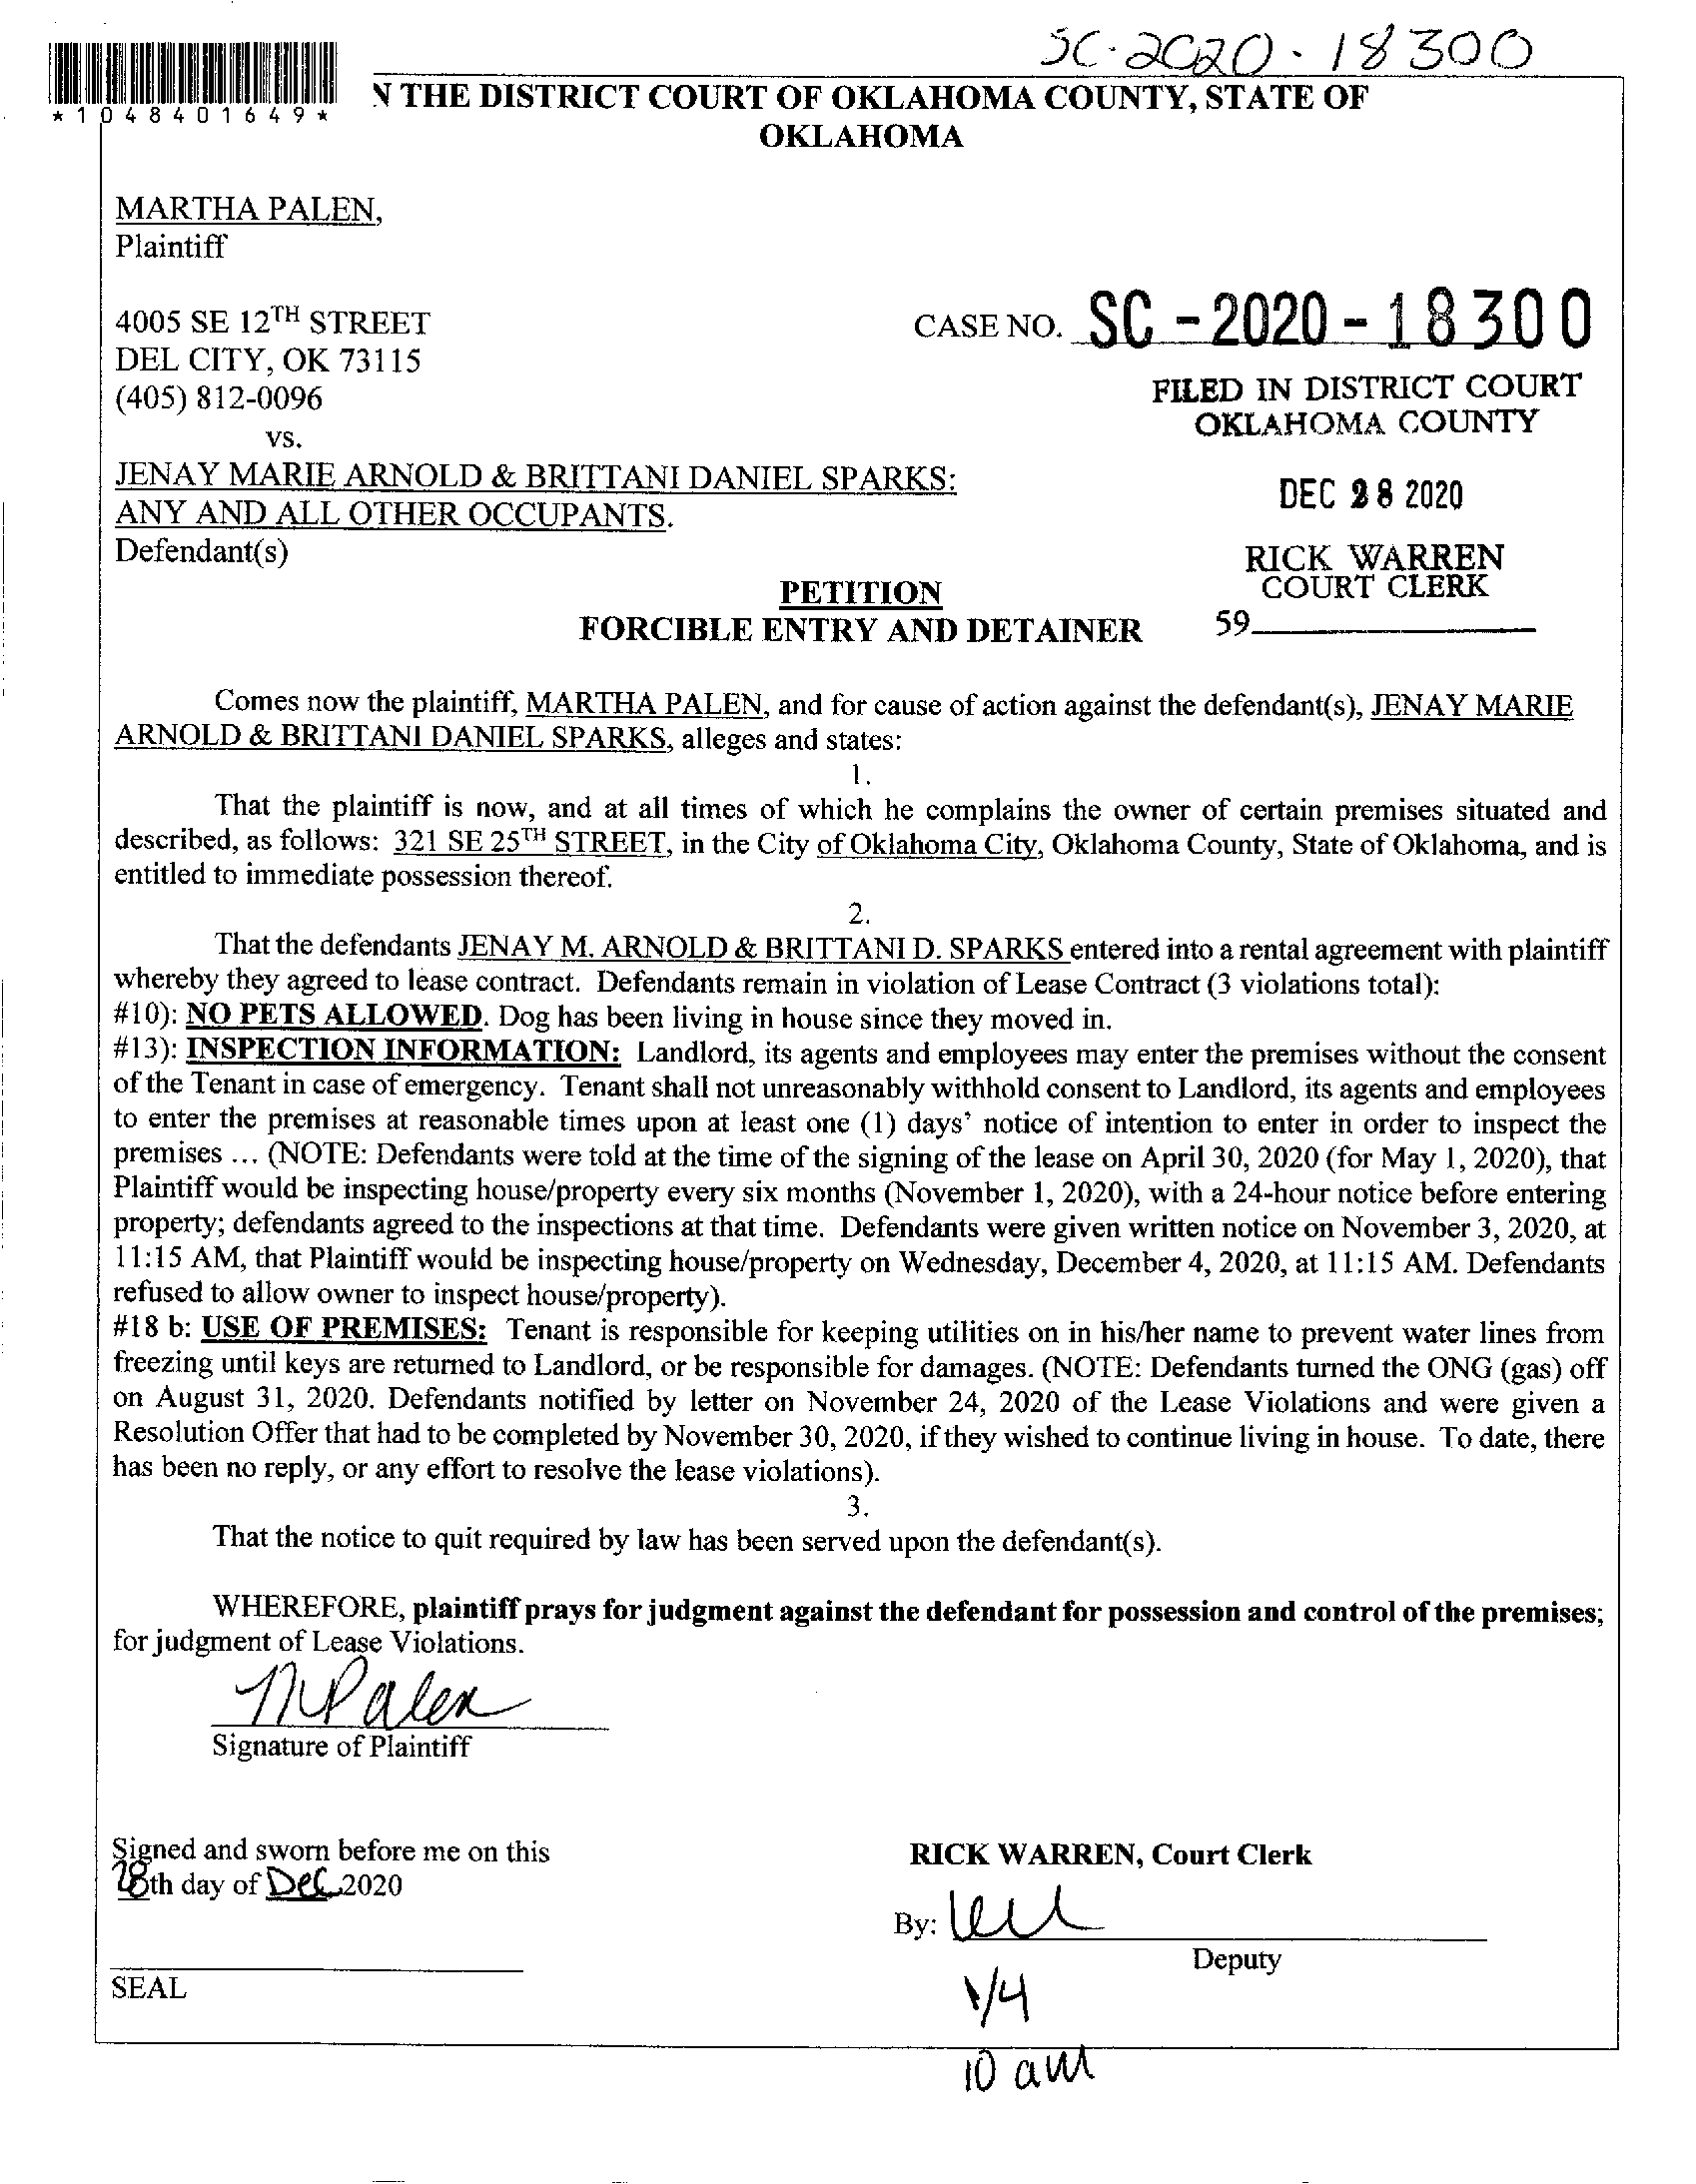 SC-2020-18300
*1048401649*
N THE DISTRICT COURT OF OKLAHOMA COUNTY, STATE OF
OKLAHOMA
MARTHA PALEN,
Plaintiff
4005 SE 12TH STREET
DEL CITY, OK 73115
(405) 812-0096
CASE NO. SC-2020-18300
FILED IN DISTRICT COURT
OKLAHOMA COUNTY
vs.
JENAY MARIE ARNOLD & BRITTANI DANIEL SPARKS:
ANY AND ALL OTHER OCCUPANTS.
Defendant(s)
DEC 28 2020
RICK WARREN
COURT CLERK
59
PETITION
FORCIBLE ENTRY AND DETAINER
Comes now the plaintiff, MARTHA PALEN, and for cause of action against the defendant(s), JENAY MARIE
ARNOLD & BRITTANI DANIEL SPARKS, alleges and states:
1.
That the plaintiff is now, and at all times of which he complains the owner of certain premises situated and
described, as follows: 321 SE 25TH STREET, in the City of Oklahoma City, Oklahoma County, State of Oklahoma, and is
entitled to immediate possession thereof.
2.
That the defendants JENAY M. ARNOLD & BRITTANI D. SPARKS entered into a rental agreement with plaintiff
whereby they agreed to lease contract. Defendants remain in violation of Lease Contract (3 violations total):
#10): NO PETS ALLOWED. Dog has been living in house since they moved in.
#13): INSPECTION INFORMATION: Landlord, its agents and employees may enter the premises without the consent
of the Tenant in case of emergency. Tenant shall not unreasonably withhold consent to Landlord, its agents and employees
to enter the premises at reasonable times upon at least one (1) days' notice of intention to enter in order to inspect the
premises ... (NOTE: Defendants were told at the time of the signing of the lease on April 30, 2020 (for May 1, 2020), that
Plaintiff would be inspecting house/property every six months (November 1, 2020), with a 24-hour notice before entering
property; defendants agreed to the inspections at that time. Defendants were given written notice on November 3, 2020, at
11:15 AM, that Plaintiff would be inspecting house/property on Wednesday, December 4, 2020, at 11:15 AM. Defendants
refused to allow owner to inspect house/property).
#18 b: USE OF PREMISES: Tenant is responsible for keeping utilities on in his/her name to prevent water lines from
freezing until keys are returned to Landlord, or be responsible for damages. (NOTE: Defendants turned the ONG (gas) off
on August 31, 2020. Defendants notified by letter on November 24, 2020 of the Lease Violations and were given a
Resolution Offer that had to be completed by November 30, 2020, if they wished to continue living in house. To date, there
has been no reply, or any effort to resolve the lease violations).
3.
That the notice to quit required by law has been served upon the defendant(s).
WHEREFORE, plaintiff prays for judgment against the defendant for possession and control of the premises;
for judgment of Lease Violations.
MPalen
Signature of Plaintiff
Signed and sworn before me on this
28th day of Dec 2020
SEAL
RICK WARREN, Court Clerk
By:
Deputy
1/4
10 am